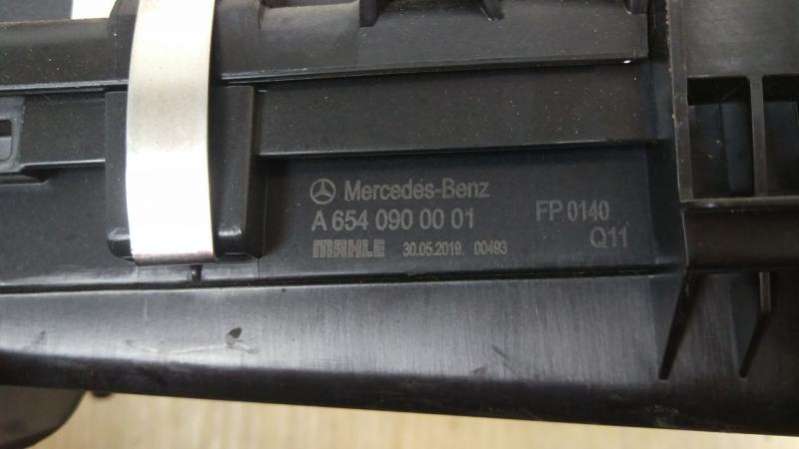 Mercedes-Benz
A 654 090 00 01
MAHLE 30.05.2019 00493
FP 0140
Q11